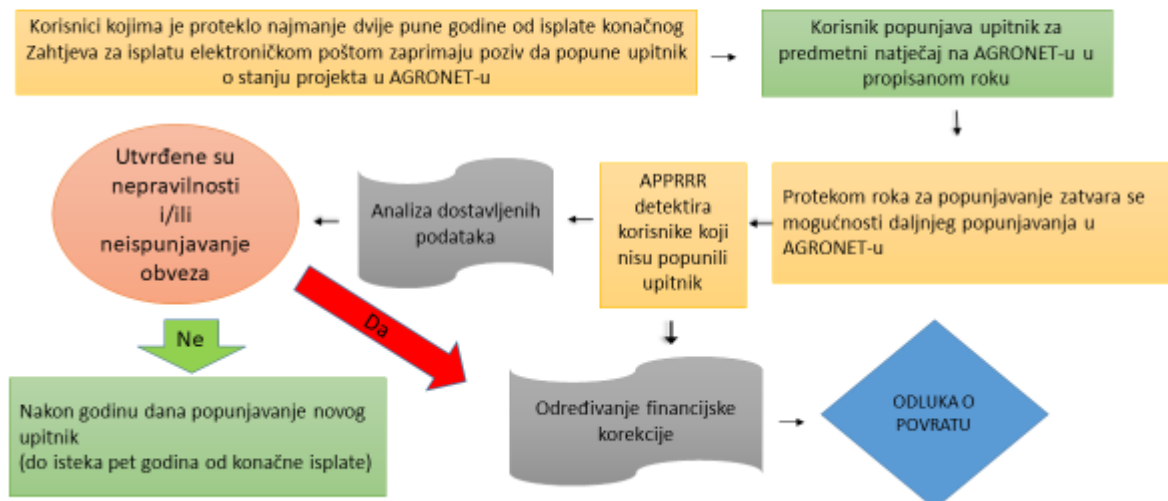 Korisnici kojima je proteklo najmanje dvije pune godine od isplate konačnog
Zahtjeva za isplatu elektroničkom poštom zaprimaju poziv da popune upitnik
o stanju projekta u AGRONET-u
Korisnik popunjava upitnik za
predmetni natječaj na AGRONET-u u
propisanom roku
Protekom roka za popunjavanje zatvara se
mogućnosti daljnjeg popunjavanja u
AGRONET-u
APPRRR
detektira
korisnike koji
nisu popunili
upitnik
Analiza dostavljenih
podataka
Utvrđene su
nepravilnosti
i/ili
neispunjavanje
obveza
Da
Ne
Nakon godinu dana popunjavanje novog
upitnik
(do isteka pet godina od konačne isplate)
Određivanje financijske
korekcije
ODLUKA O
POVRATU